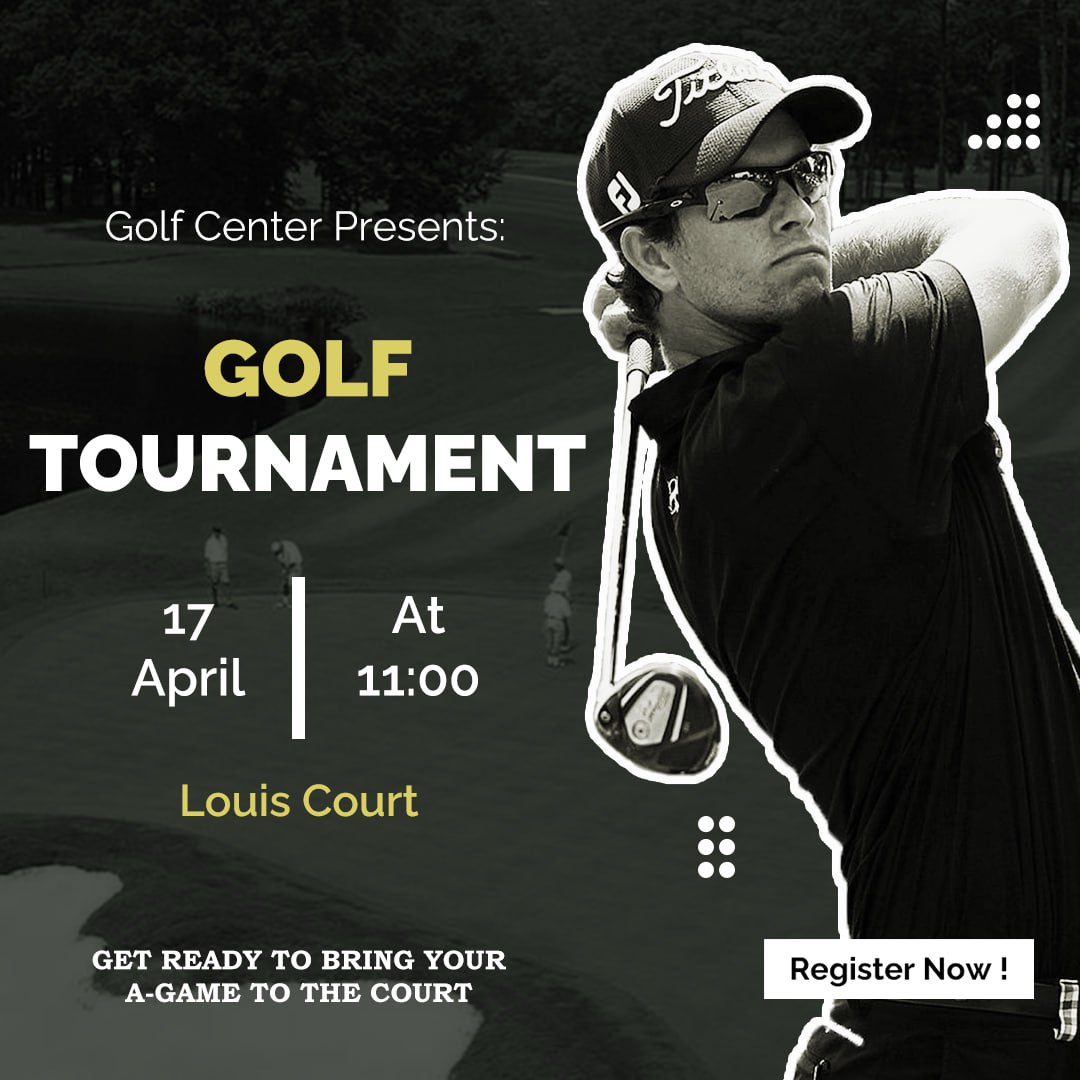 Golf Center Presents:
GOLF
TOURNAMENT
17
April
At
11:00
Louis Court
GET READY TO BRING YOUR
A-GAME TO THE COURT
Register Now !
FJ